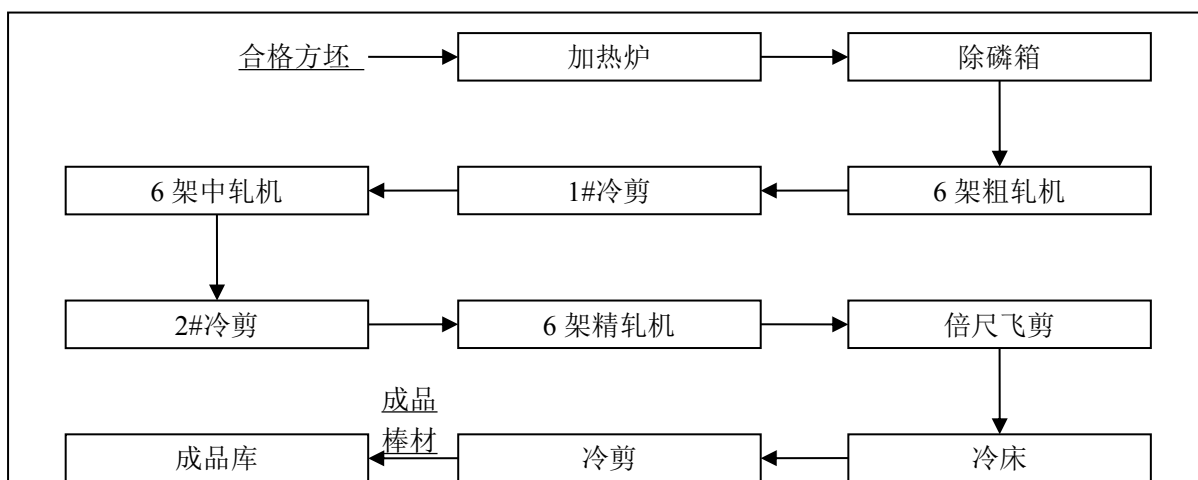 合格方坯
加热炉
除磷箱
6 架中轧机
1#冷剪
6 架粗轧机
2#冷剪
6 架精轧机
倍尺飞剪
成品
棒材
成品库
冷剪
冷床